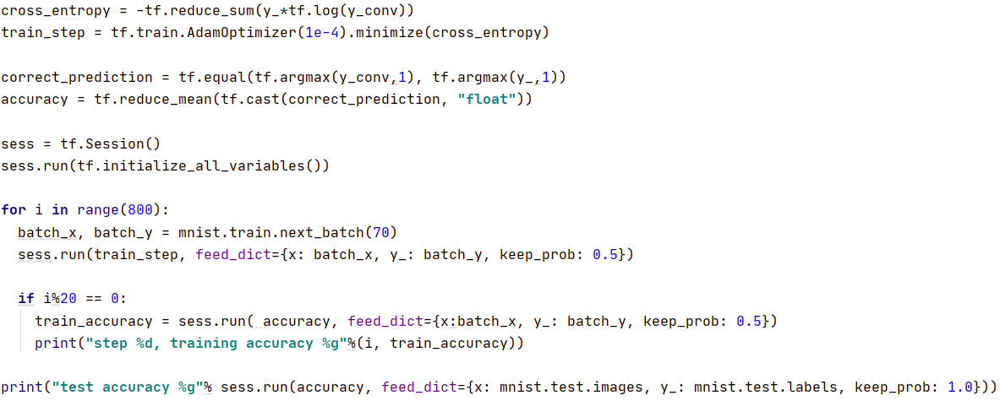 cross_entropy = -tf.reduce_sum(y_*tf.log(y_conv))
train_step = tf.train.AdamOptimizer(1e-4).minimize(cross_entropy)

correct_prediction = tf.equal(tf.argmax(y_conv,1), tf.argmax(y_,1))
accuracy = tf.reduce_mean(tf.cast(correct_prediction, "float"))

sess = tf.Session()
sess.run(tf.initialize_all_variables())

for i in range(800):
  batch_x, batch_y = mnist.train.next_batch(70)
  sess.run(train_step, feed_dict={x: batch_x, y_: batch_y, keep_prob: 0.5})

  if i%20 == 0:
    train_accuracy = sess.run( accuracy, feed_dict={x:batch_x, y_: batch_y, keep_prob: 0.5})
    print("step %d, training accuracy %g"%(i, train_accuracy))

print("test accuracy %g"% sess.run(accuracy, feed_dict={x: mnist.test.images, y_: mnist.test.labels, keep_prob: 1.0}))